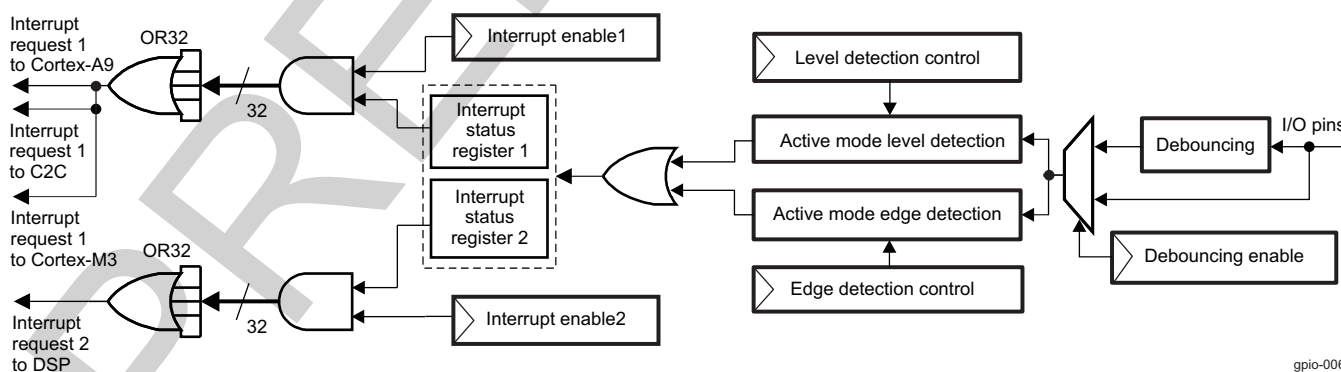 Interrupt
request 1
to Cortex-A9
OR32
32
Interrupt enable1
Level detection control
Interrupt
status
register 1
Active mode level detection
Debouncing
I/O pins
Interrupt
request 1
to C2C
Interrupt
status
register 2
Active mode edge detection
Interrupt
request 1
to Cortex-M3
OR32
32
Debouncing enable
Edge detection control
Interrupt enable2
Interrupt
request 2
to DSP
gpio-006
PRE